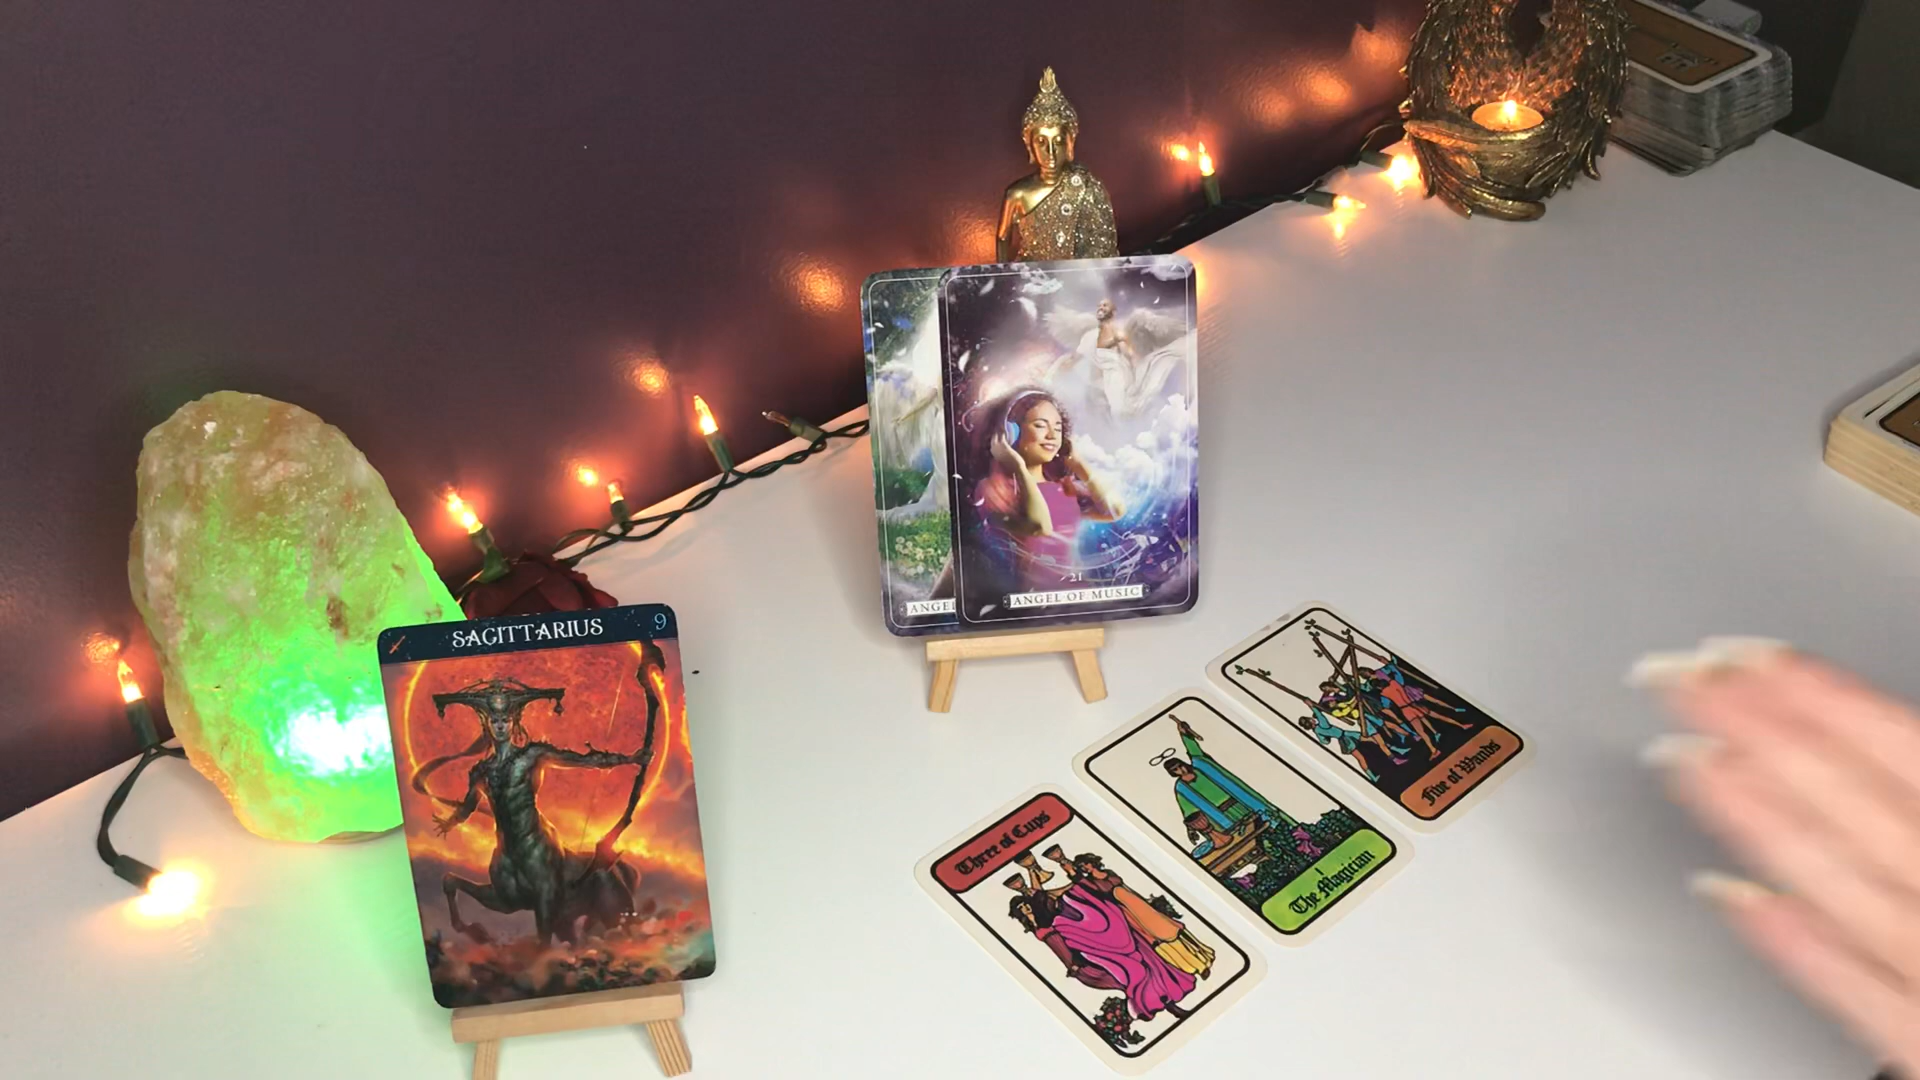 SAGITTARIUS
9
ANGEL
21
ANGEL OF MUSIC
Three of Cups
I
The Magician
Five of Wands